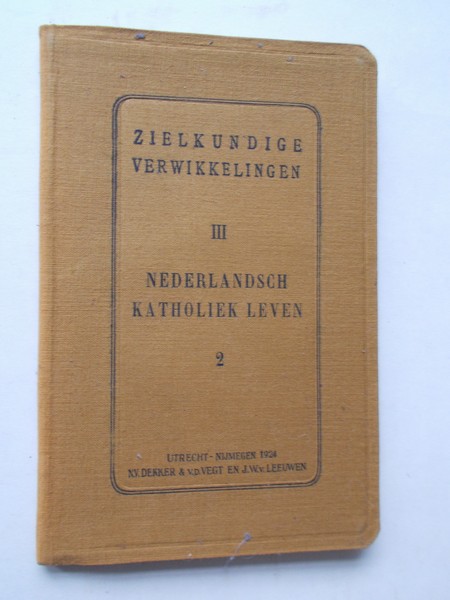 ZIELKUNDIGE
VERWIKKELINGEN
III
NEDERLANDSCH
KATHOLIEK LEVEN
2
UTRECHT - NIJMEGEN 1924
N.V. DEKKER & v.d. VEGT EN J.W. v. LEEUWEN